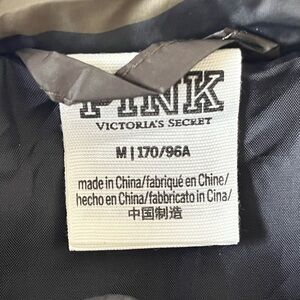 PINK
VICTORIA'S SECRET
M | 170/96A
made in China/fabriqué en Chine/
hecho en China/fabbricato in Cina/
中国制造